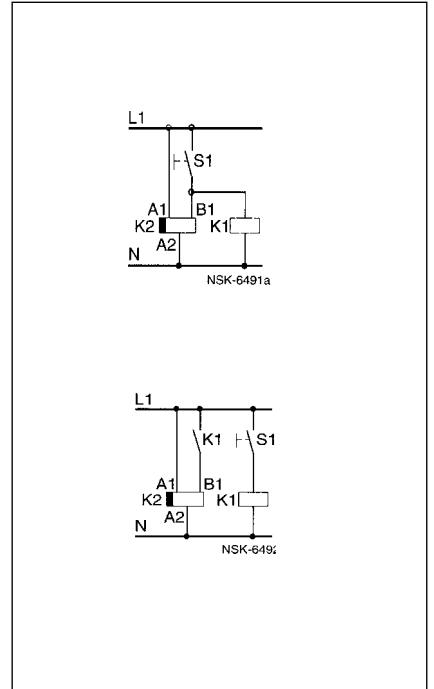 L1
S1
A1 B1
K2 K1
A2
N
NSK-6491a
L1
K1 S1
A1 B1
K2 K1
A2
N
NSK-6492